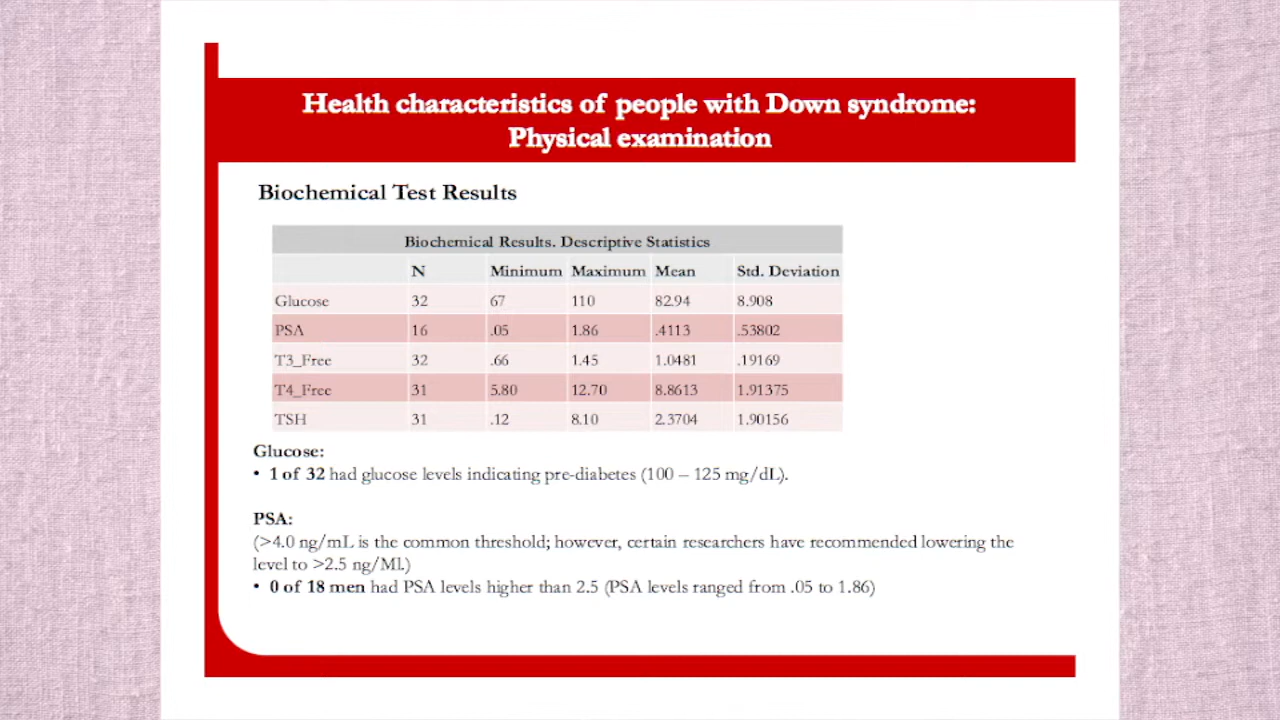 Health characteristics of people with Down syndrome:
Physical examination
Biochemical Test Results
Biochemical Results. Descriptive Statistics
N Minimum Maximum Mean Std. Deviation
Glucose 32 67 110 82.94 8.908
PSA 16 .05 1.86 .4113 .53802
T3_Free 32 .66 1.45 1.0481 .19169
T4_Free 31 5.80 12.70 8.8613 1.91375
TSH 31 .12 8.10 2.3704 1.90156
Glucose:
• 1 of 32 had glucose levels indicating pre-diabetes (100 – 125 mg/dL).
PSA:
(>4.0 ng/mL is the common threshold; however, certain researchers have recommended lowering the
level to >2.5 ng/Ml.)
• 0 of 18 men had PSA levels higher than 2.5 (PSA levels ranged from .05 to 1.86)